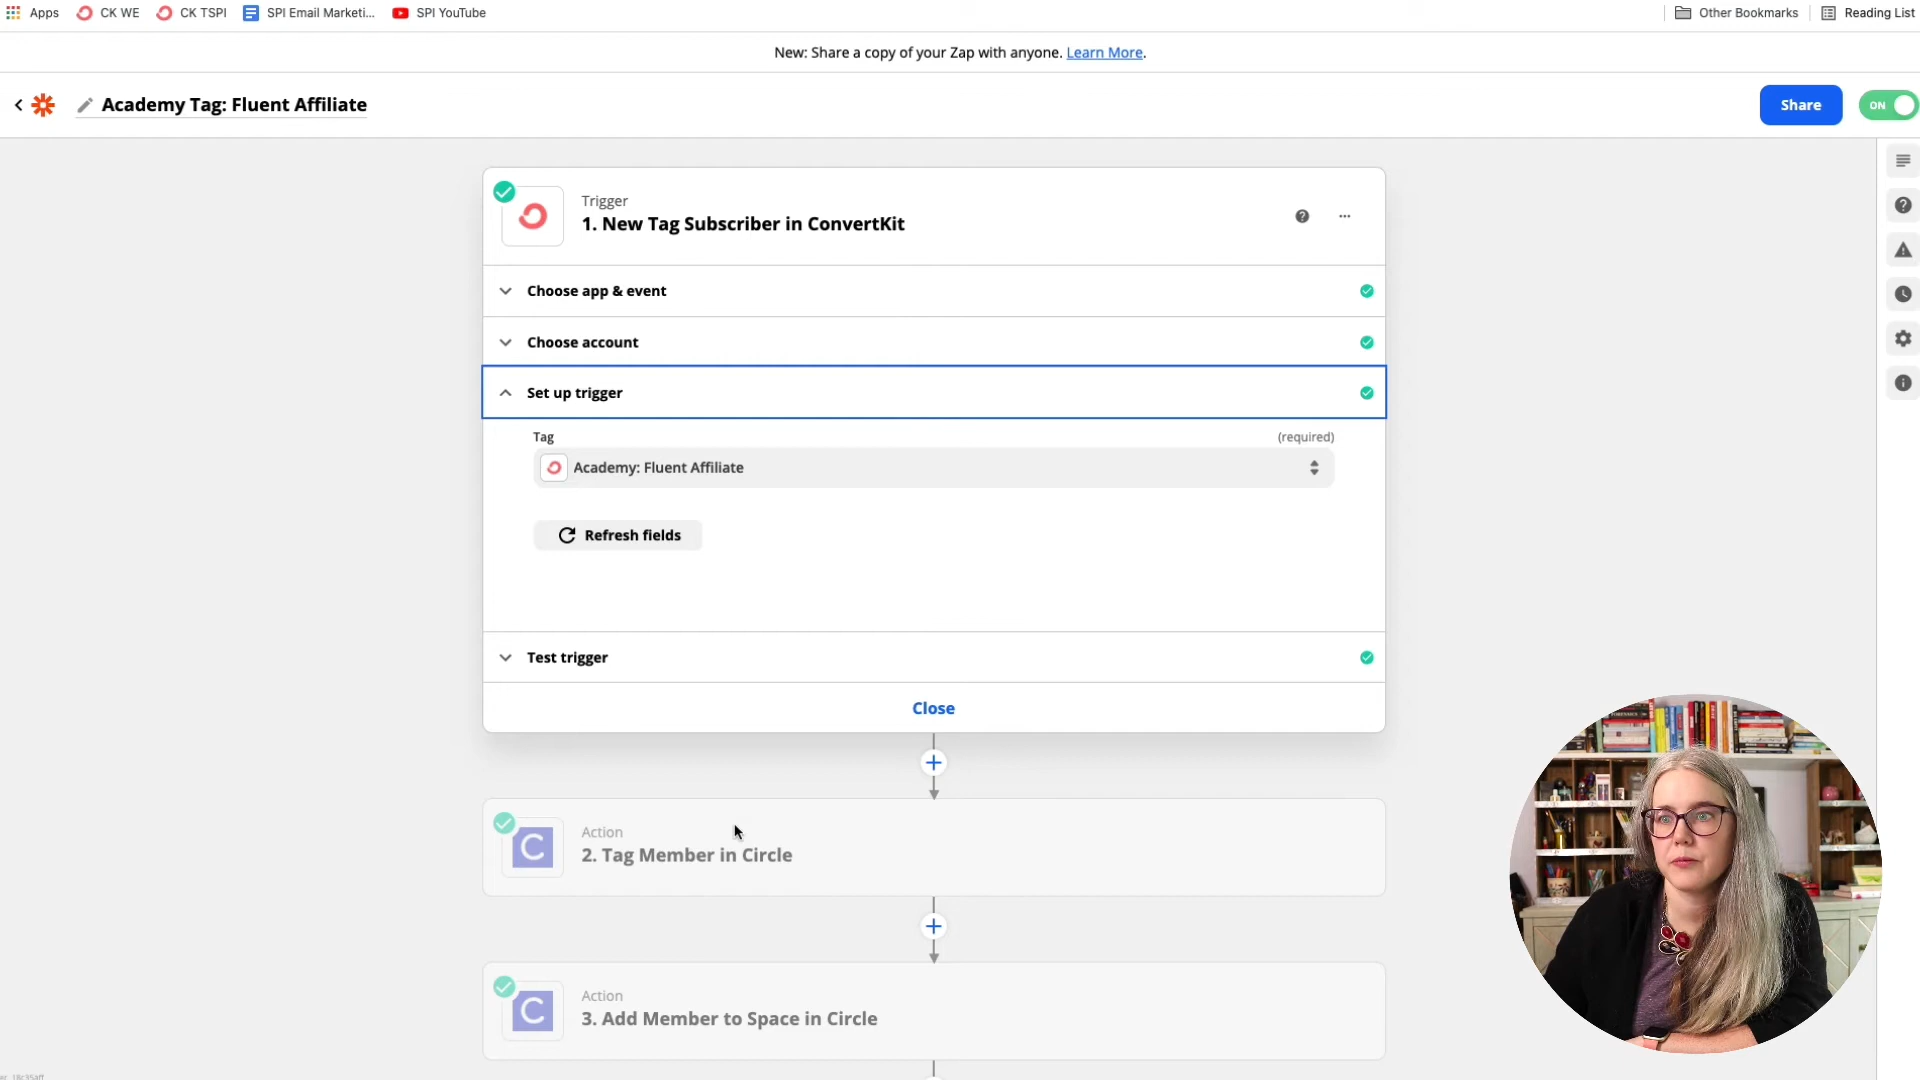 Apps
CK WE
CK TSPI
SPI Email Marketi...
SPI YouTube
Other Bookmarks
Reading List
New: Share a copy of your Zap with anyone. Learn More.
Academy Tag: Fluent Affiliate
Share
ON
Trigger
1. New Tag Subscriber in ConvertKit
Choose app & event
Choose account
Set up trigger
Tag
(required)
Academy: Fluent Affiliate
Refresh fields
Test trigger
Close
Action
2. Tag Member in Circle
Action
3. Add Member to Space in Circle